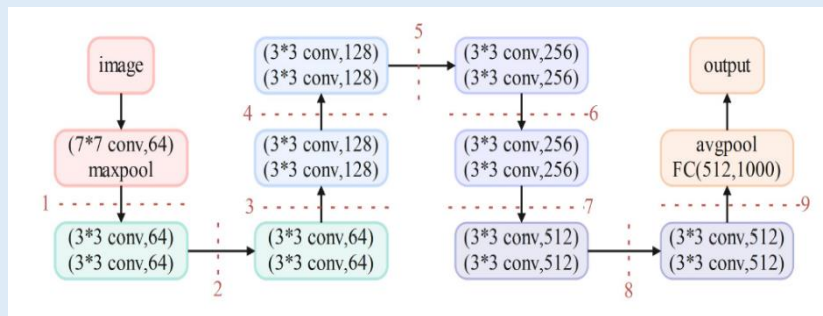 image
(7*7 conv,64)
maxpool
1
(3*3 conv,64)
(3*3 conv,64)
2
(3*3 conv,64)
(3*3 conv,64)
3
(3*3 conv,128)
(3*3 conv,128)
4
(3*3 conv,128)
(3*3 conv,128)
5
(3*3 conv,256)
(3*3 conv,256)
6
(3*3 conv,256)
(3*3 conv,256)
7
(3*3 conv,512)
(3*3 conv,512)
8
(3*3 conv,512)
(3*3 conv,512)
9
avgpool
FC(512,1000)
output